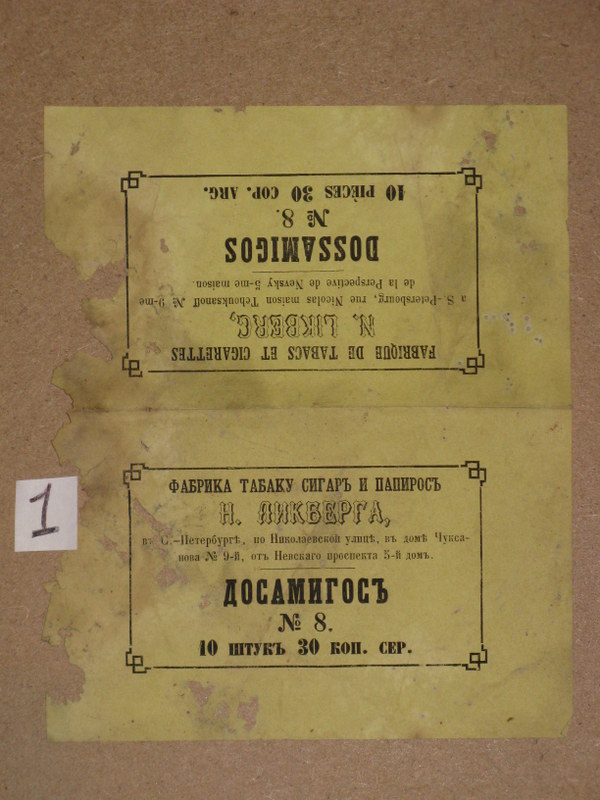 FABRIQUE DE TABACS ET CIGARETTES
N. LIKBERG,
a S.-Petersbourg, rue Nicolas maison Tchouksanoff № 9-me
de la Perspective de Nevsky 5-me maison.
DOSSAMIGOS
№ 8.
10 PIÈCES 30 COP. ARG.
1
ФАБРИКА ТАБАКУ СИГАРЪ И ПАПИРОСЪ
Н. ЛИКБЕРГА,
въ С.-Петербургѣ, по Николаевской улицѣ, въ домѣ Чукса-
нова № 9-й, отъ Невскаго проспекта 5-й домъ.
ДОСАМИГОСЪ
№ 8.
10 ШТУКЪ 30 КОП. СЕР.